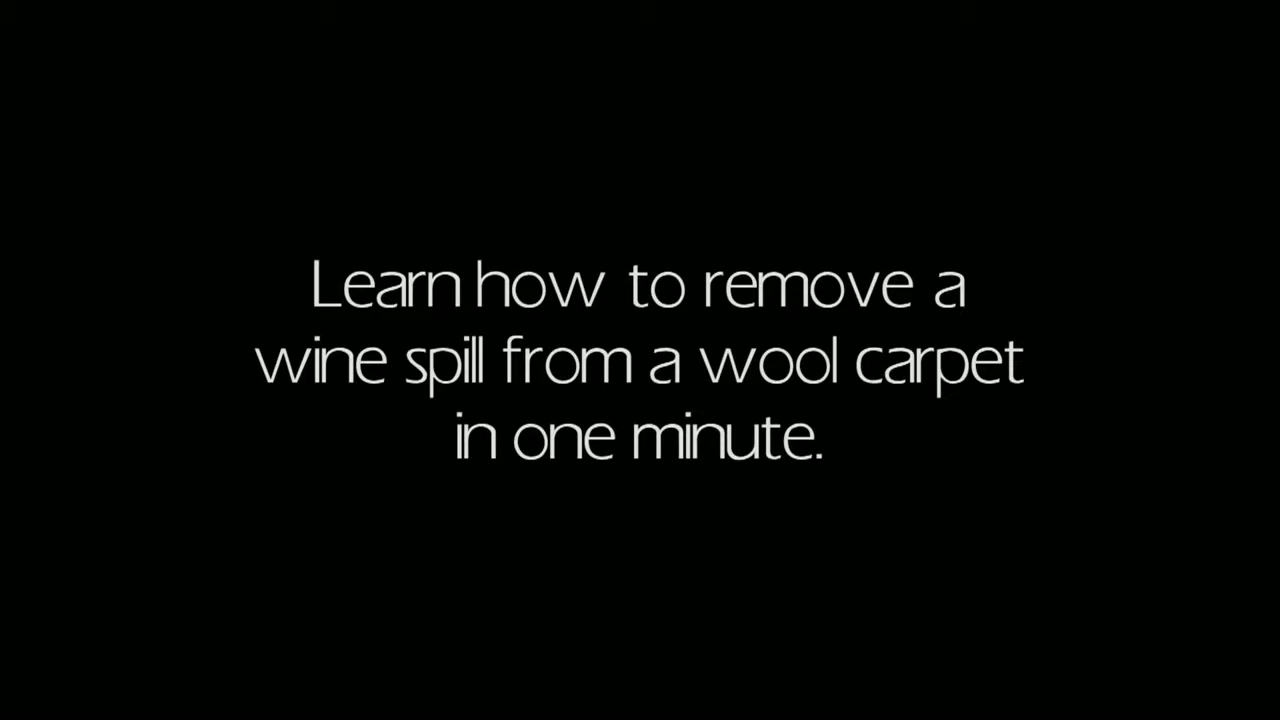 Learn how to remove a
wine spill from a wool carpet
in one minute.